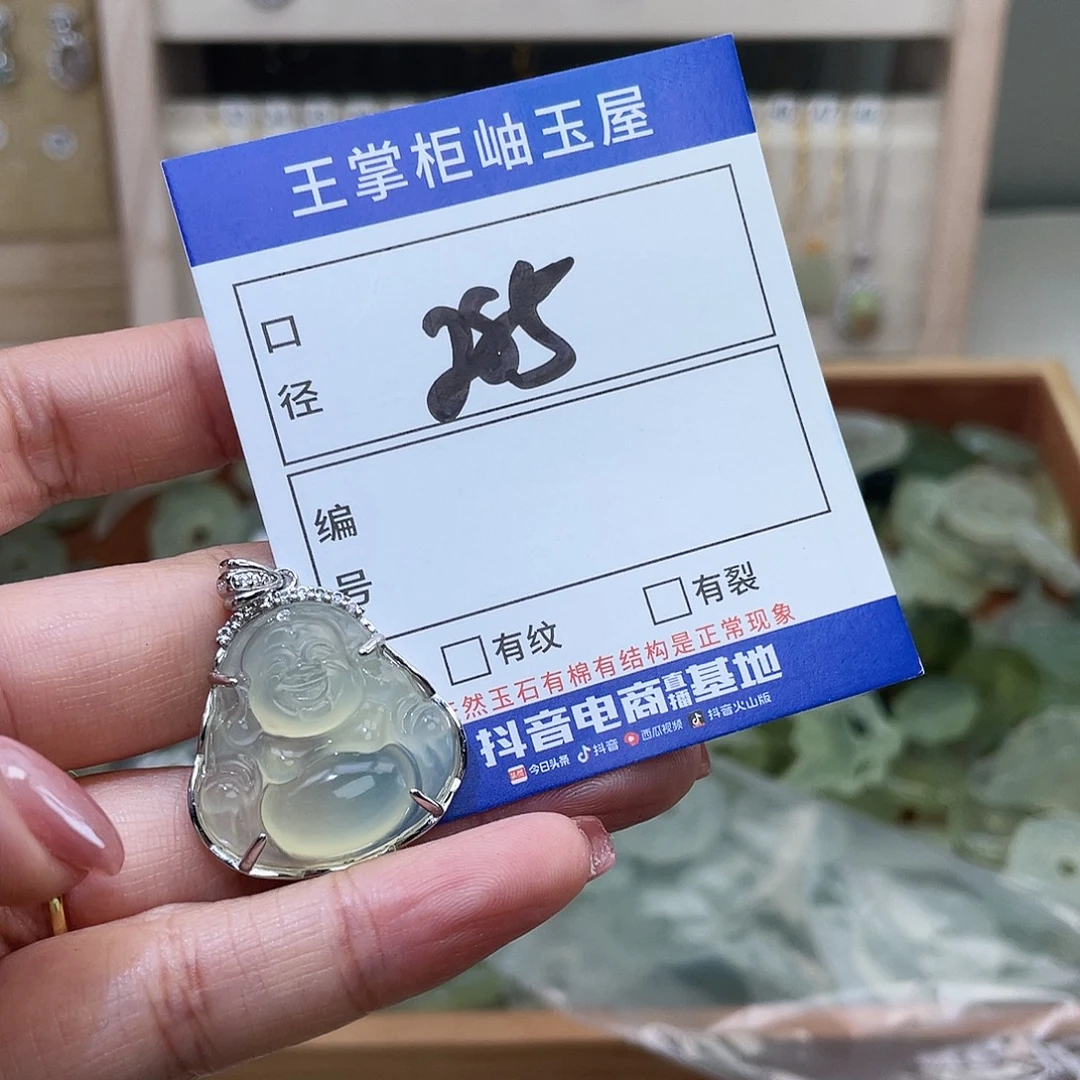 王掌柜岫玉屋
口径
编号
有纹 有裂
然玉石有棉有结构是正常现象
抖音电商直播基地
今日头条 抖音 西瓜视频 抖音火山版